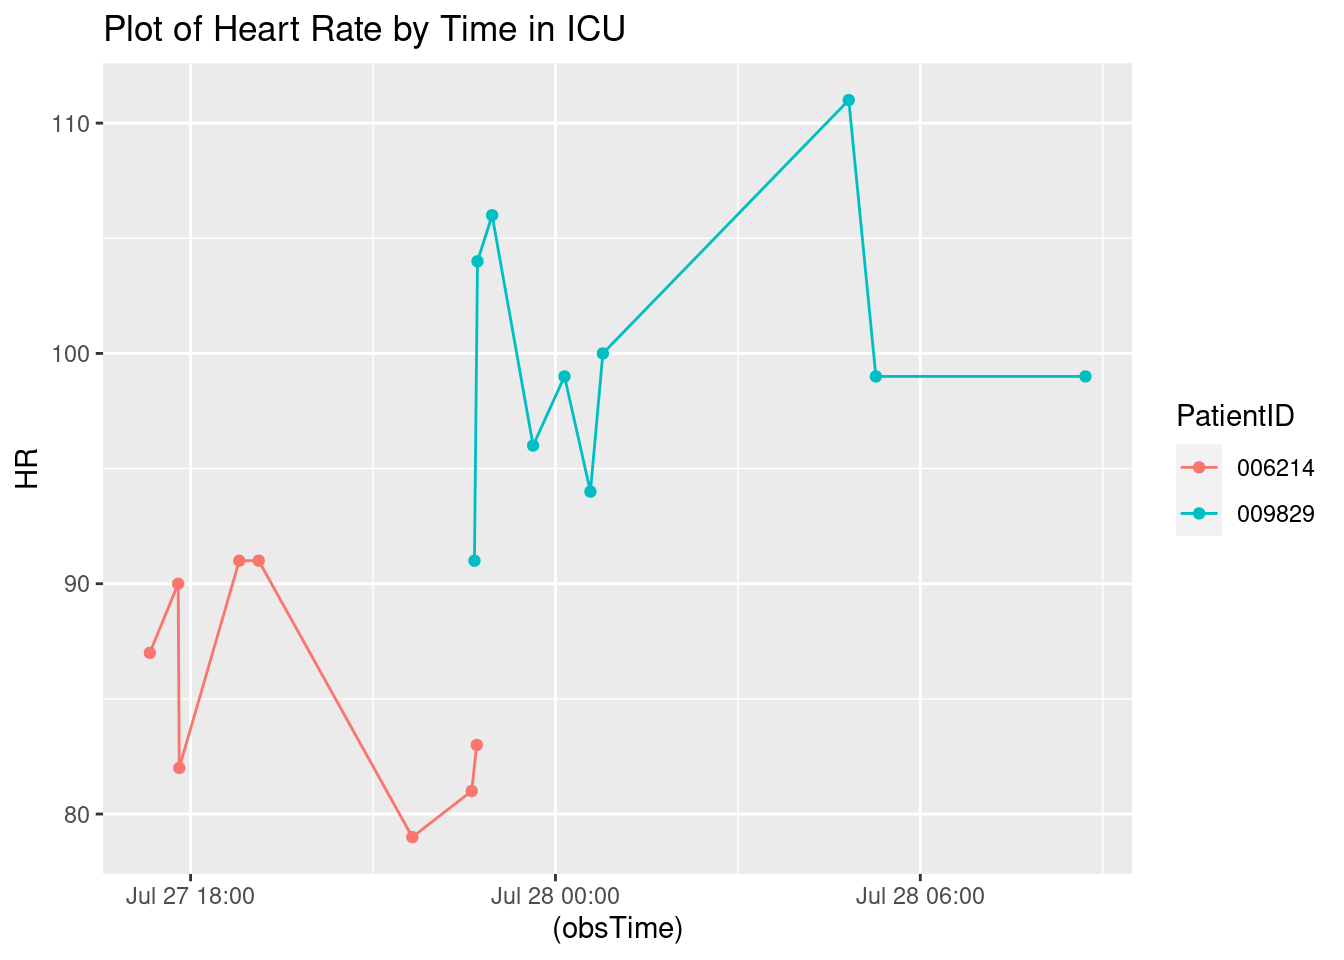 Plot of Heart Rate by Time in ICU
110
100
90
80
HR
Jul 27 18:00
Jul 28 00:00
Jul 28 06:00
(obsTime)
PatientID
006214
009829